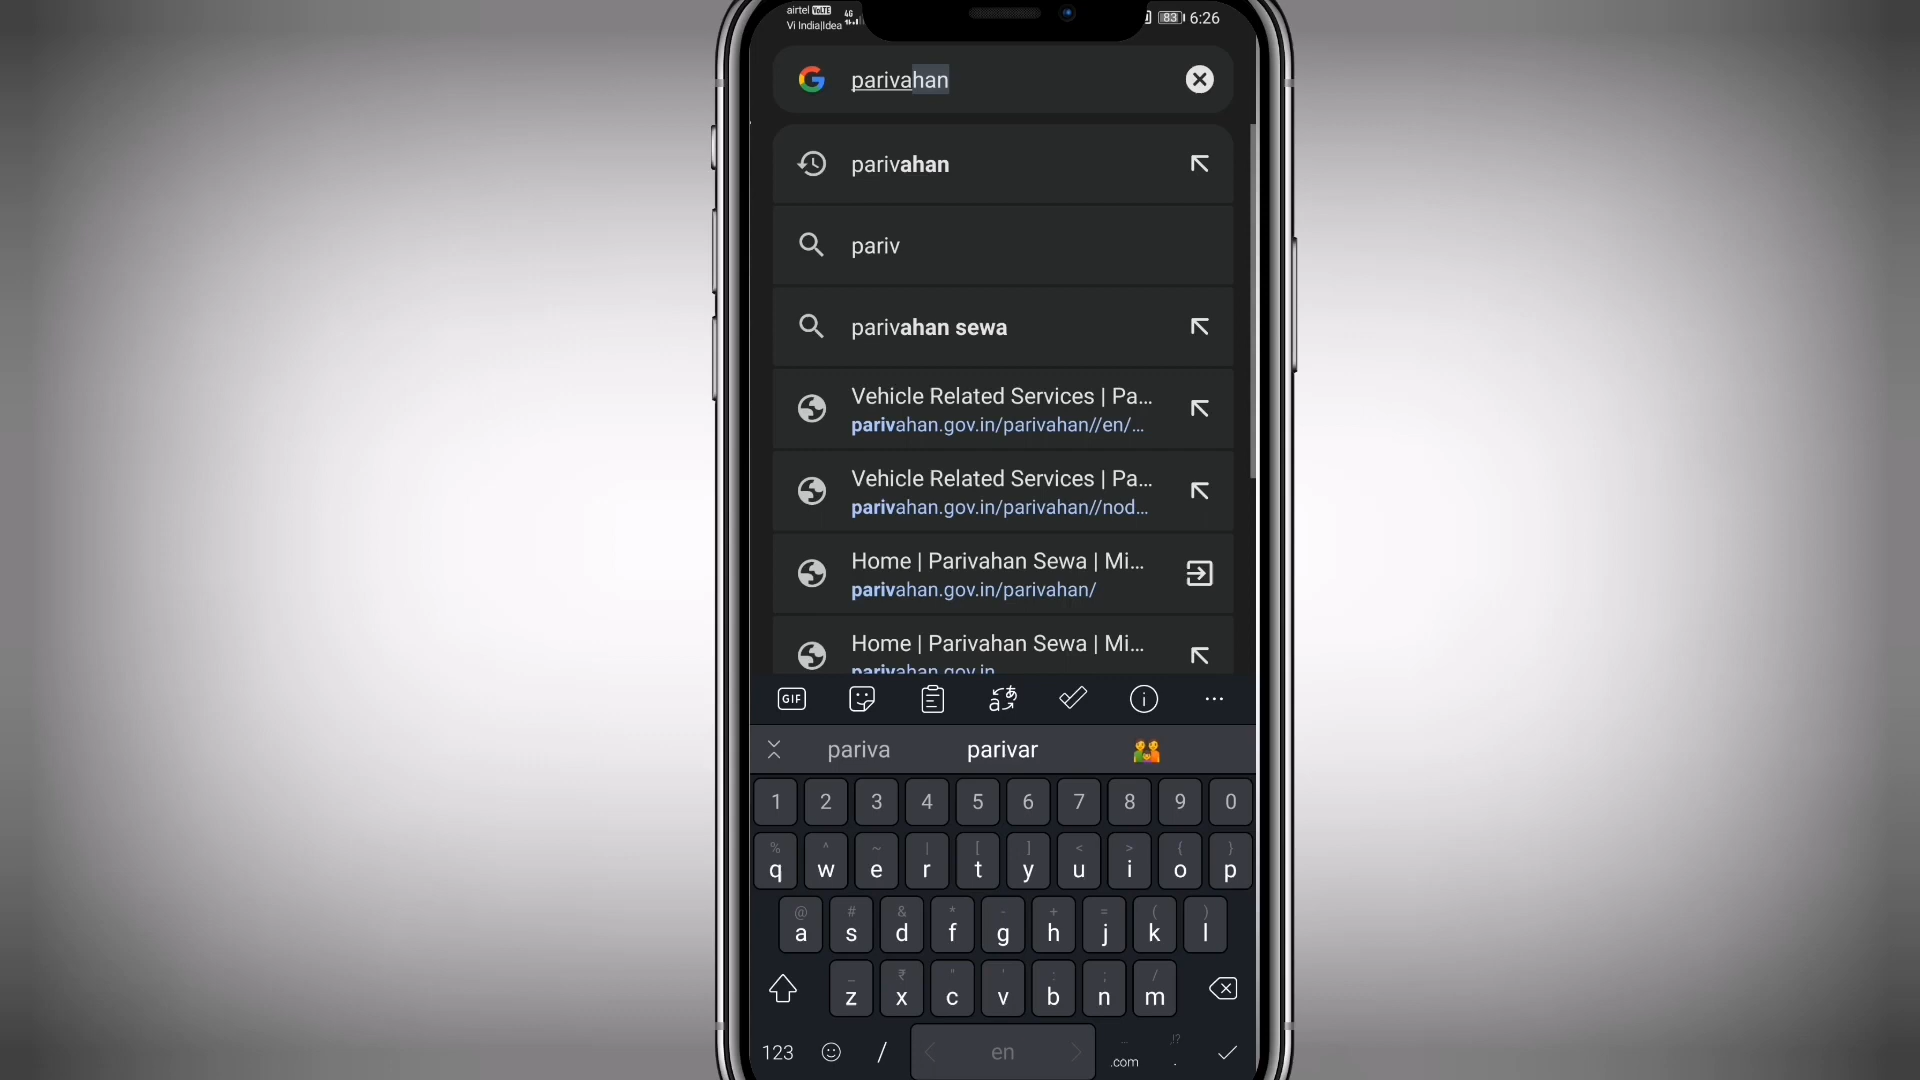 airtel VoLTE
Vi India|Idea
4G
83
6:26
parivahan
parivahan
pariv
parivahan sewa
Vehicle Related Services | Pa...
parivahan.gov.in/parivahan//en/...
Vehicle Related Services | Pa...
parivahan.gov.in/parivahan//nod...
Home | Parivahan Sewa | Mi...
parivahan.gov.in/parivahan/
Home | Parivahan Sewa | Mi...
parivahan.gov.in
GIF
pariva parivar
1 2 3 4 5 6 7 8 9 0
% ^ ~ | [ ] < > { }
q w e r t y u i o p
@ # & * - + = ( )
a s d f g h j k l
_ ₹ " ' : ; /
z x c v b n m
,!?
123 / en .com .